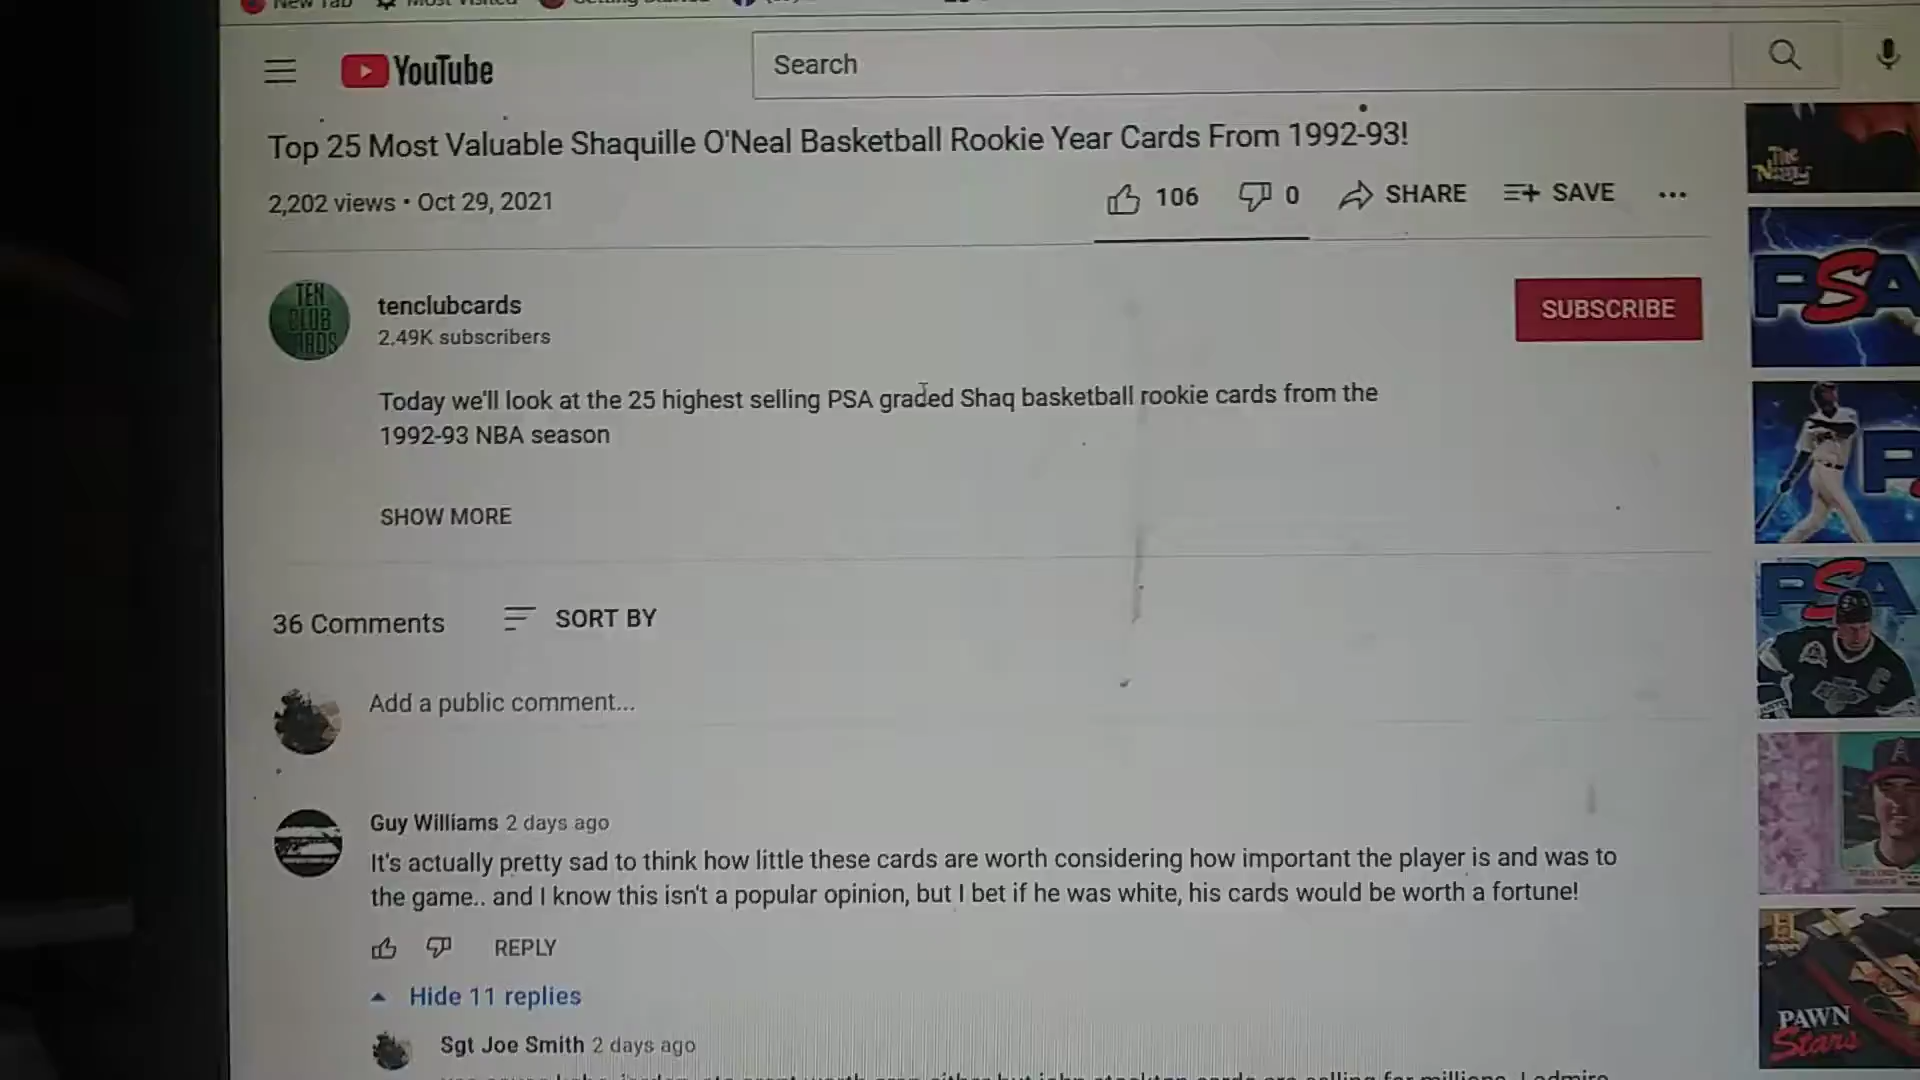 New Tab
YouTube
Search
Top 25 Most Valuable Shaquille O'Neal Basketball Rookie Year Cards From 1992-93!
2,202 views • Oct 29, 2021
106
0
SHARE
SAVE
...
TEN
CLUB
CARDS
tenclubcards
2.49K subscribers
SUBSCRIBE
Today we'll look at the 25 highest selling PSA graded Shaq basketball rookie cards from the
1992-93 NBA season
SHOW MORE
36 Comments
SORT BY
Add a public comment...
Guy Williams 2 days ago
It's actually pretty sad to think how little these cards are worth considering how important the player is and was to
the game.. and I know this isn't a popular opinion, but I bet if he was white, his cards would be worth a fortune!
REPLY
Hide 11 replies
Sgt Joe Smith 2 days ago
The
PSA
P
PSA
C
A
H
PAWN
Stars